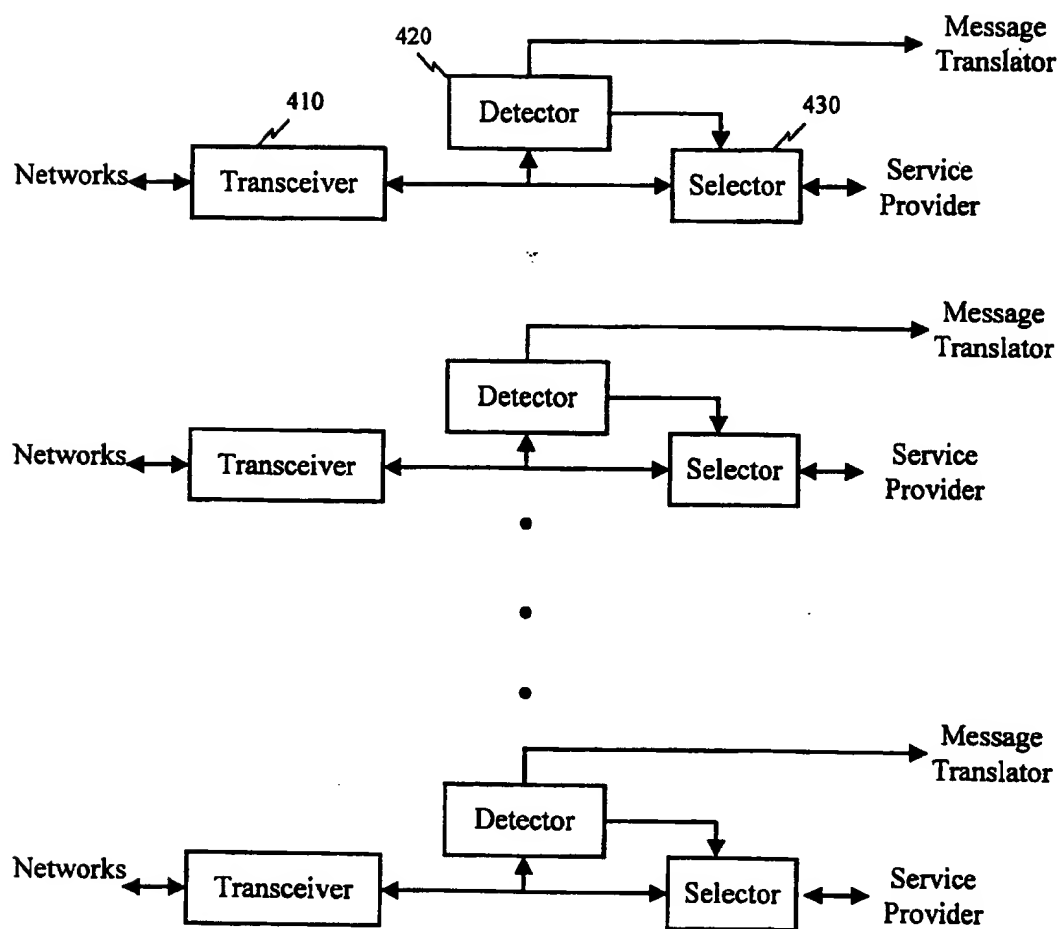 Message
Translator
420
Detector
410
430
Networks
Transceiver
Selector
Service
Provider
Message
Translator
Detector
Networks
Transceiver
Selector
Service
Provider
Message
Translator
Detector
Networks
Transceiver
Selector
Service
Provider